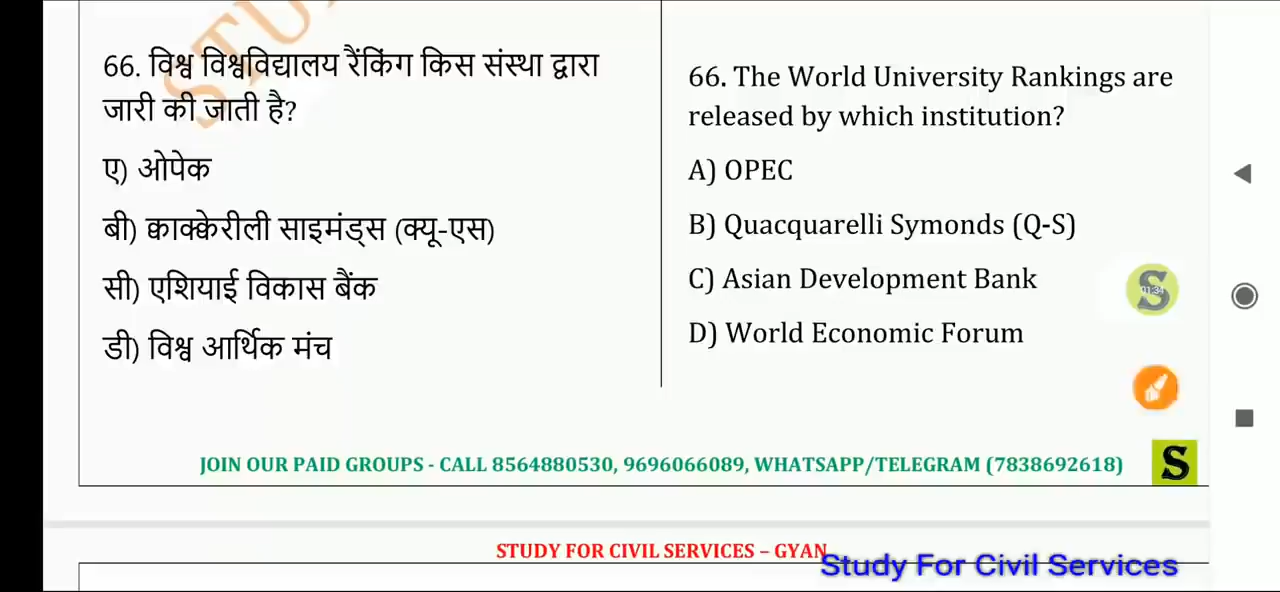 66. विश्व विश्वविद्यालय रैंकिंग किस संस्था द्वारा
जारी की जाती है?
ए) ओपेक
बी) क्वाक्केरीली साइमंड्स (क्यू-एस)
सी) एशियाई विकास बैंक
डी) विश्व आर्थिक मंच
66. The World University Rankings are
released by which institution?
A) OPEC
B) Quacquarelli Symonds (Q-S)
C) Asian Development Bank
D) World Economic Forum
S
S
JOIN OUR PAID GROUPS - CALL 8564880530, 9696066089, WHATSAPP/TELEGRAM (7838692618)
STUDY FOR CIVIL SERVICES – GYAN
Study For Civil Services